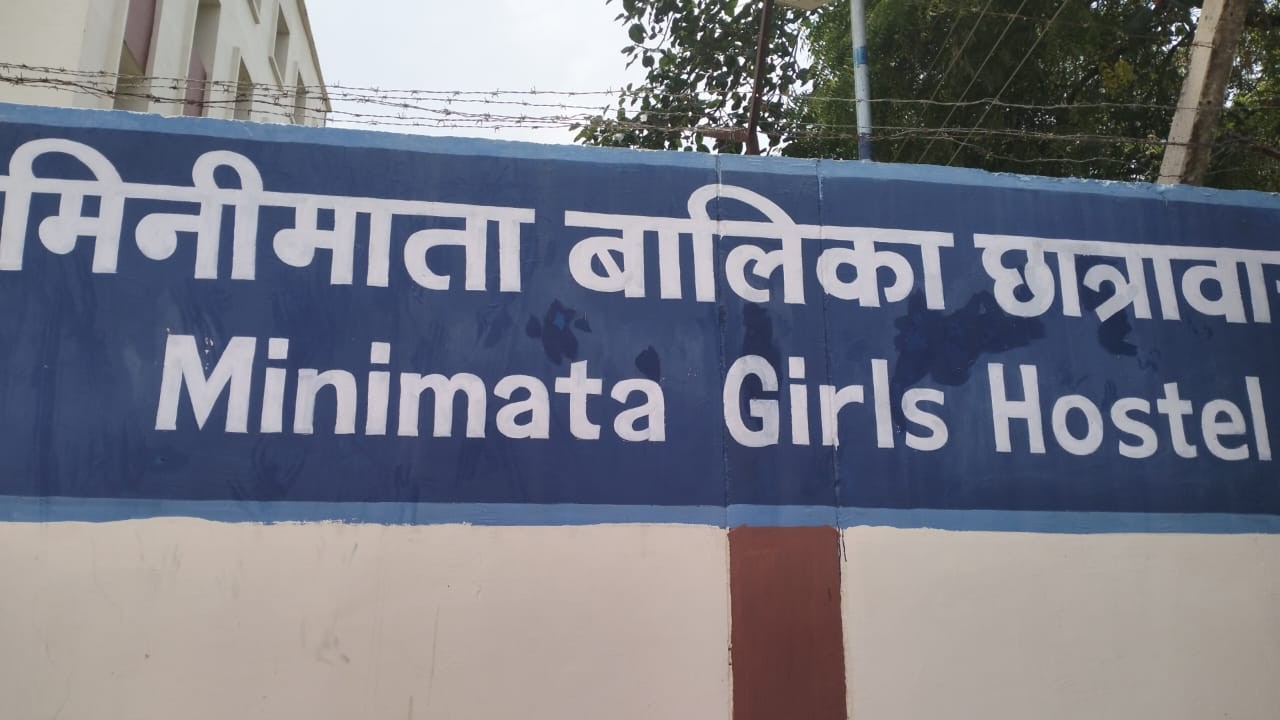 मिनीमाता बालिका छात्रावा
Minimata Girls Hostel